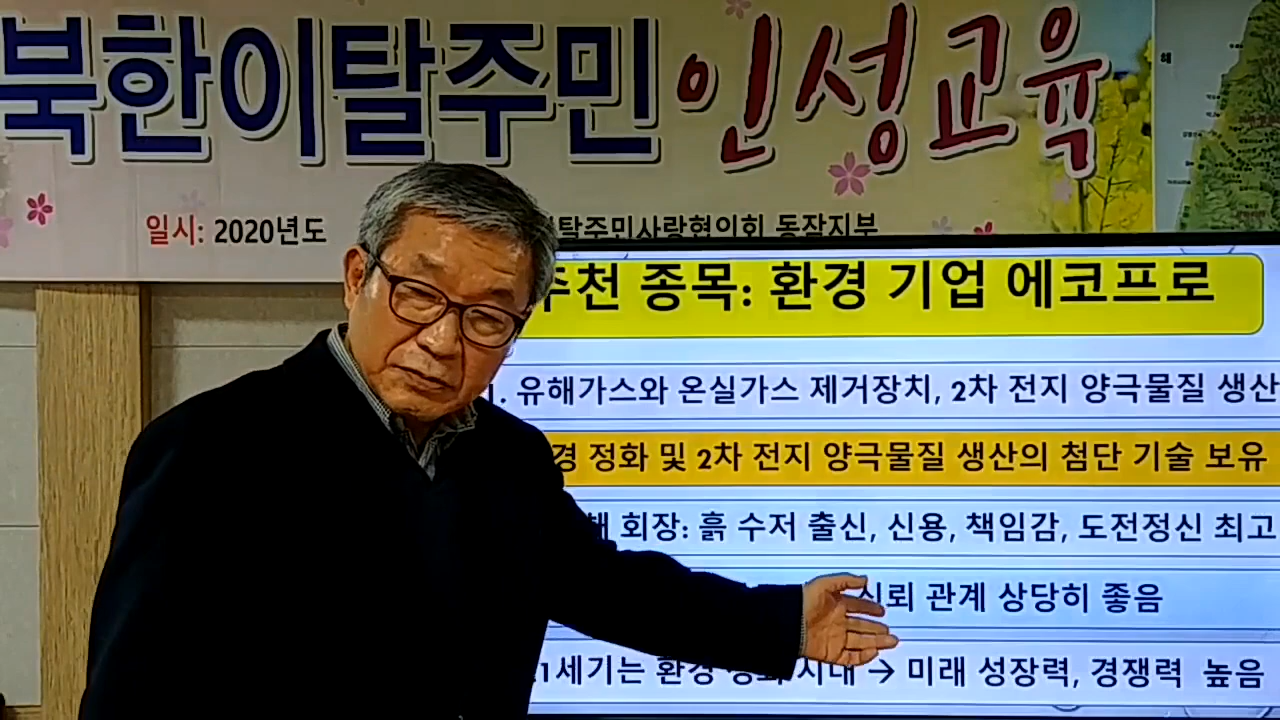 북한이탈주민 인성교육
일시: 2020년도 탈주민사랑협의회 동작지부
추천 종목: 환경 기업 에코프로
1. 유해가스와 온실가스 제거장치, 2차 전지 양극물질 생산
경 정화 및 2차 전지 양극물질 생산의 첨단 기술 보유
채 회장: 흙 수저 출신, 신용, 책임감, 도전정신 최고
신뢰 관계 상당히 좋음
1세기는 환경 정화 시대 → 미래 성장력, 경쟁력 높음